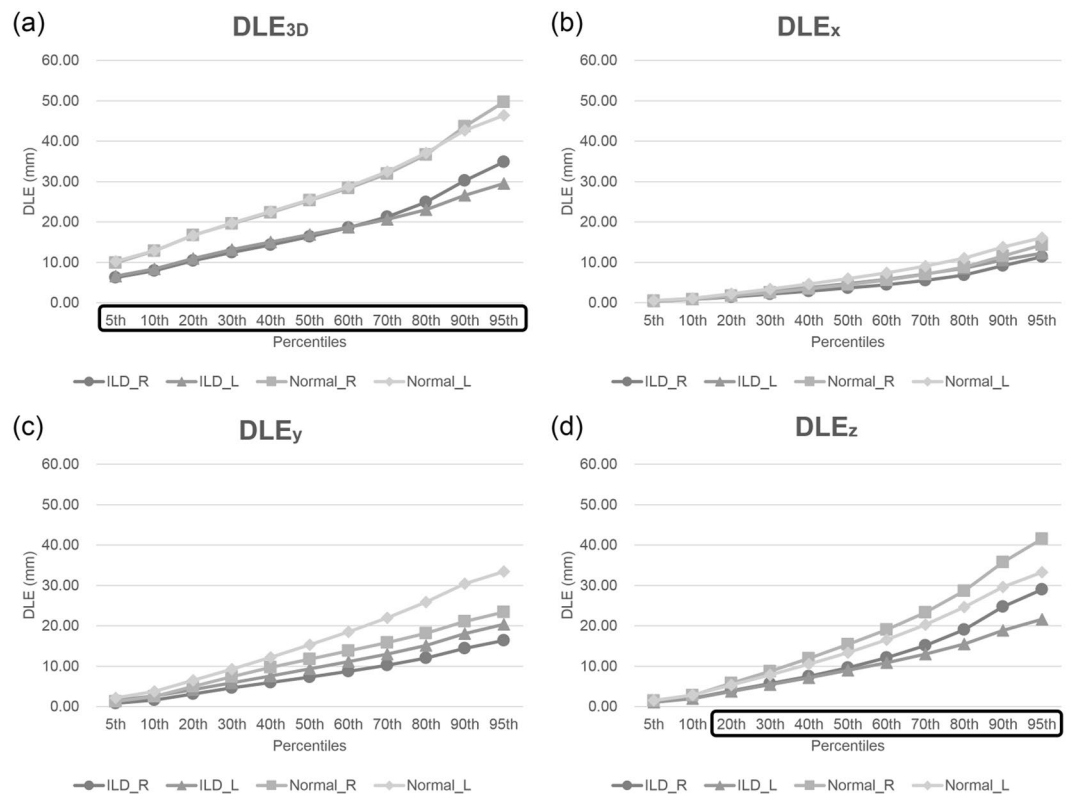 (a)
DLE3D
60.00
50.00
40.00
30.00
20.00
10.00
0.00
DLE (mm)
5th 10th 20th 30th 40th 50th 60th 70th 80th 90th 95th
Percentiles
ILD_R ILD_L Normal_R Normal_L
(b)
DLEx
60.00
50.00
40.00
30.00
20.00
10.00
0.00
DLE (mm)
5th 10th 20th 30th 40th 50th 60th 70th 80th 90th 95th
Percentiles
ILD_R ILD_L Normal_R Normal_L
(c)
DLEy
60.00
50.00
40.00
30.00
20.00
10.00
0.00
DLE (mm)
5th 10th 20th 30th 40th 50th 60th 70th 80th 90th 95th
Percentiles
ILD_R ILD_L Normal_R Normal_L
(d)
DLEz
60.00
50.00
40.00
30.00
20.00
10.00
0.00
DLE (mm)
5th 10th 20th 30th 40th 50th 60th 70th 80th 90th 95th
Percentiles
ILD_R ILD_L Normal_R Normal_L